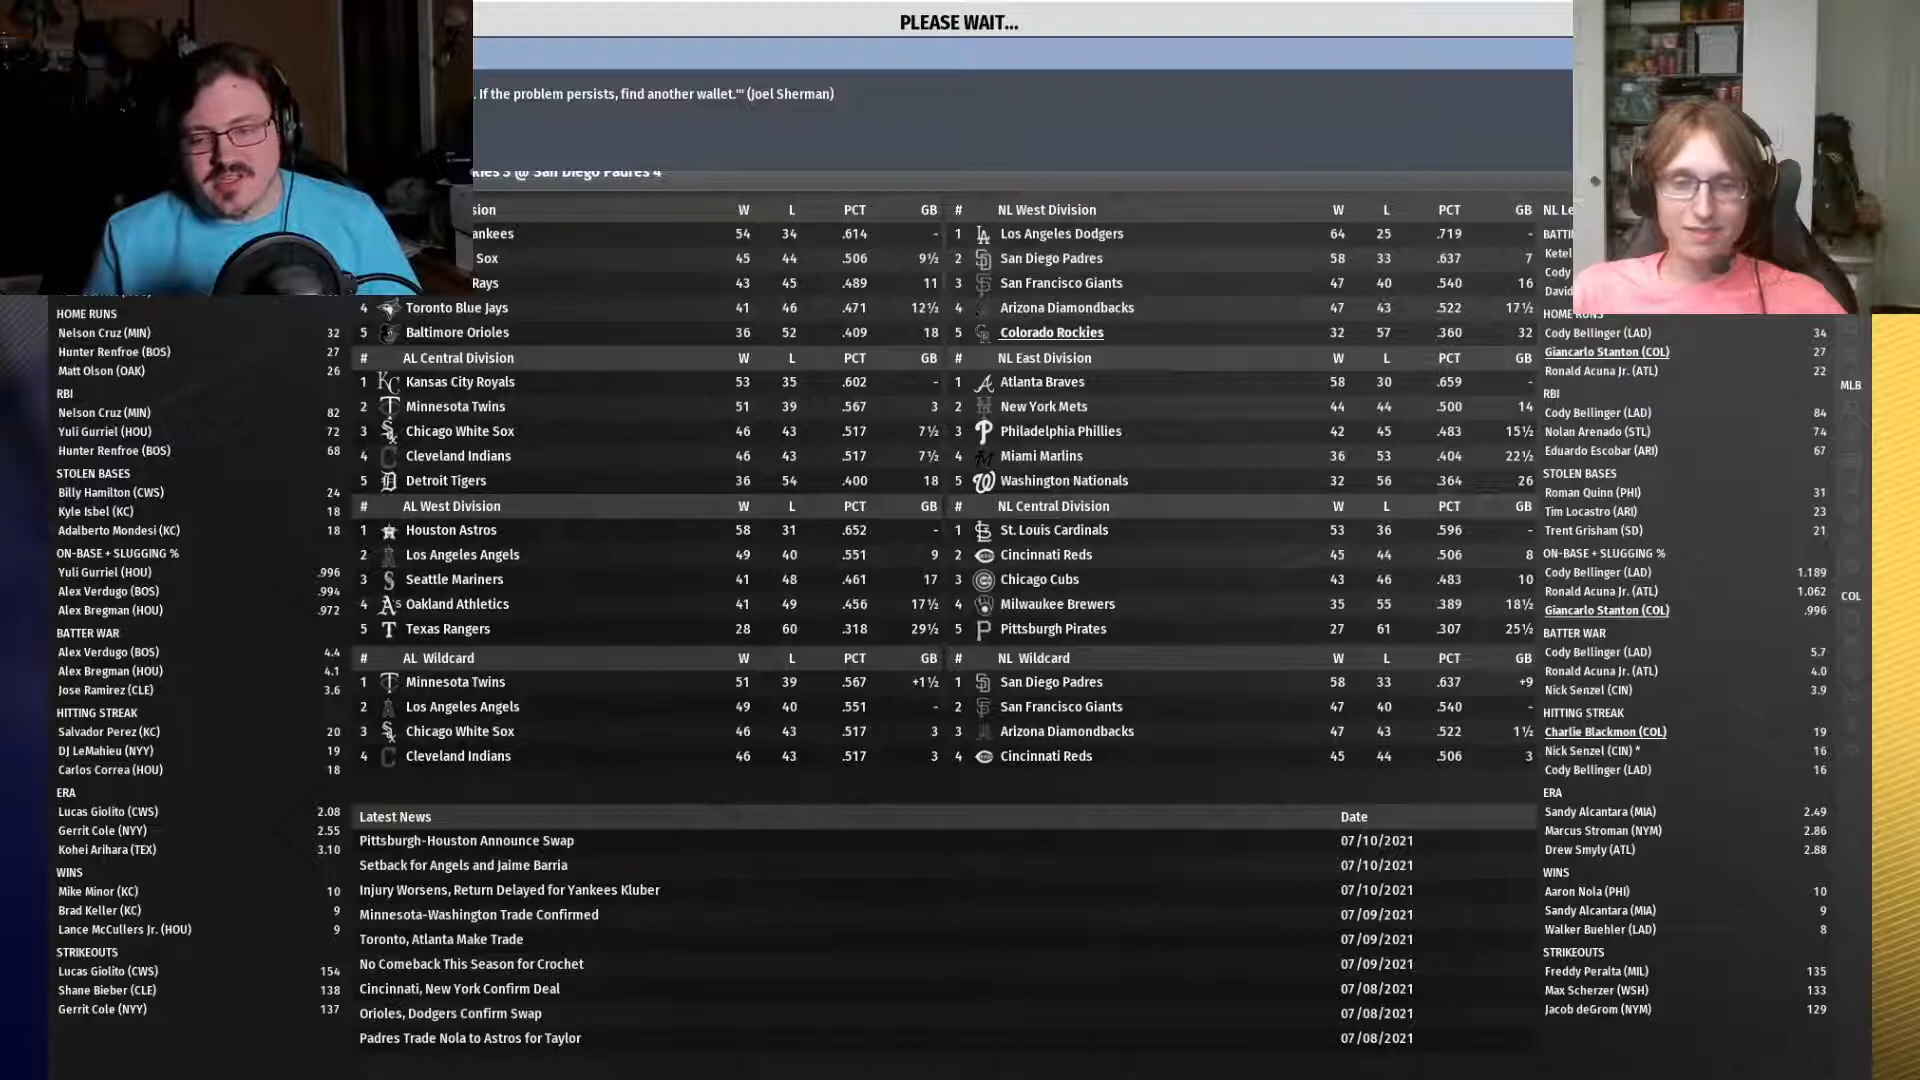 PLEASE WAIT...
. If the problem persists, find another wallet.'" (Joel Sherman)
kies 3 @ San Diego Padres 4
sion W L PCT GB
ankees 54 34 .614 -
Sox 45 44 .506 9½
Rays 43 45 .489 11
4 Toronto Blue Jays 41 46 .471 12½
5 Baltimore Orioles 36 52 .409 18
# AL Central Division W L PCT GB
1 Kansas City Royals 53 35 .602 -
2 Minnesota Twins 51 39 .567 3
3 Chicago White Sox 46 43 .517 7½
4 Cleveland Indians 46 43 .517 7½
5 Detroit Tigers 36 54 .400 18
# AL West Division W L PCT GB
1 Houston Astros 58 31 .652 -
2 Los Angeles Angels 49 40 .551 9
3 Seattle Mariners 41 48 .461 17
4 Oakland Athletics 41 49 .456 17½
5 Texas Rangers 28 60 .318 29½
# AL Wildcard W L PCT GB
1 Minnesota Twins 51 39 .567 +1½
2 Los Angeles Angels 49 40 .551 -
3 Chicago White Sox 46 43 .517 3
4 Cleveland Indians 46 43 .517 3
# NL West Division W L PCT GB
1 Los Angeles Dodgers 64 25 .719 -
2 San Diego Padres 58 33 .637 7
3 San Francisco Giants 47 40 .540 16
4 Arizona Diamondbacks 47 43 .522 17½
5 Colorado Rockies 32 57 .360 32
# NL East Division W L PCT GB
1 Atlanta Braves 58 30 .659 -
2 New York Mets 44 44 .500 14
3 Philadelphia Phillies 42 45 .483 15½
4 Miami Marlins 36 53 .404 22½
5 Washington Nationals 32 56 .364 26
# NL Central Division W L PCT GB
1 St. Louis Cardinals 53 36 .596 -
2 Cincinnati Reds 45 44 .506 8
3 Chicago Cubs 43 46 .483 10
4 Milwaukee Brewers 35 55 .389 18½
5 Pittsburgh Pirates 27 61 .307 25½
# NL Wildcard W L PCT GB
1 San Diego Padres 58 33 .637 +9
2 San Francisco Giants 47 40 .540 -
3 Arizona Diamondbacks 47 43 .522 1½
4 Cincinnati Reds 45 44 .506 3
HOME RUNS
Nelson Cruz (MIN) 32
Hunter Renfroe (BOS) 27
Matt Olson (OAK) 26
RBI
Nelson Cruz (MIN) 82
Yuli Gurriel (HOU) 72
Hunter Renfroe (BOS) 68
STOLEN BASES
Billy Hamilton (CWS) 24
Kyle Isbel (KC) 18
Adalberto Mondesi (KC) 18
ON-BASE + SLUGGING %
Yuli Gurriel (HOU) .996
Alex Verdugo (BOS) .994
Alex Bregman (HOU) .972
BATTER WAR
Alex Verdugo (BOS) 4.4
Alex Bregman (HOU) 4.1
Jose Ramirez (CLE) 3.6
HITTING STREAK
Salvador Perez (KC) 20
DJ LeMahieu (NYY) 19
Carlos Correa (HOU) 18
ERA
Lucas Giolito (CWS) 2.08
Gerrit Cole (NYY) 2.55
Kohei Arihara (TEX) 3.10
WINS
Mike Minor (KC) 10
Brad Keller (KC) 9
Lance McCullers Jr. (HOU) 9
STRIKEOUTS
Lucas Giolito (CWS) 154
Shane Bieber (CLE) 138
Gerrit Cole (NYY) 137
Latest News Date
Pittsburgh-Houston Announce Swap 07/10/2021
Setback for Angels and Jaime Barria 07/10/2021
Injury Worsens, Return Delayed for Yankees Kluber 07/10/2021
Minnesota-Washington Trade Confirmed 07/09/2021
Toronto, Atlanta Make Trade 07/09/2021
No Comeback This Season for Crochet 07/09/2021
Cincinnati, New York Confirm Deal 07/08/2021
Orioles, Dodgers Confirm Swap 07/08/2021
Padres Trade Nola to Astros for Taylor 07/08/2021
NL Le
BATTI
Ketel
Cody
David
HOME RUNS
Cody Bellinger (LAD) 34
Giancarlo Stanton (COL) 27
Ronald Acuna Jr. (ATL) 22
RBI
Cody Bellinger (LAD) 84
Nolan Arenado (STL) 74
Eduardo Escobar (ARI) 67
STOLEN BASES
Roman Quinn (PHI) 31
Tim Locastro (ARI) 23
Trent Grisham (SD) 21
ON-BASE + SLUGGING %
Cody Bellinger (LAD) 1.189
Ronald Acuna Jr. (ATL) 1.062
Giancarlo Stanton (COL) .996
BATTER WAR
Cody Bellinger (LAD) 5.7
Ronald Acuna Jr. (ATL) 4.0
Nick Senzel (CIN) 3.9
HITTING STREAK
Charlie Blackmon (COL) 19
Nick Senzel (CIN) * 16
Cody Bellinger (LAD) 16
ERA
Sandy Alcantara (MIA) 2.49
Marcus Stroman (NYM) 2.86
Drew Smyly (ATL) 2.88
WINS
Aaron Nola (PHI) 10
Sandy Alcantara (MIA) 9
Walker Buehler (LAD) 8
STRIKEOUTS
Freddy Peralta (MIL) 135
Max Scherzer (WSH) 133
Jacob deGrom (NYM) 129
MLB
COL